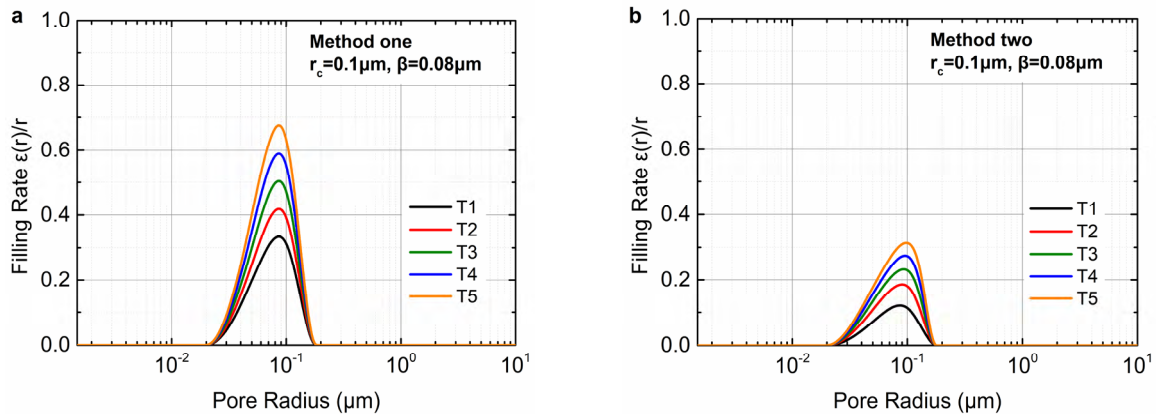 a
Method one
r_c=0.1μm, β=0.08μm
Filling Rate ε(r)/r
1.0
0.8
0.6
0.4
0.2
0.0
T1
T2
T3
T4
T5
10⁻²
10⁻¹
10⁰
10¹
Pore Radius (μm)
b
Method two
r_c=0.1μm, β=0.08μm
Filling Rate ε(r)/r
1.0
0.8
0.6
0.4
0.2
0.0
T1
T2
T3
T4
T5
10⁻²
10⁻¹
10⁰
10¹
Pore Radius (μm)